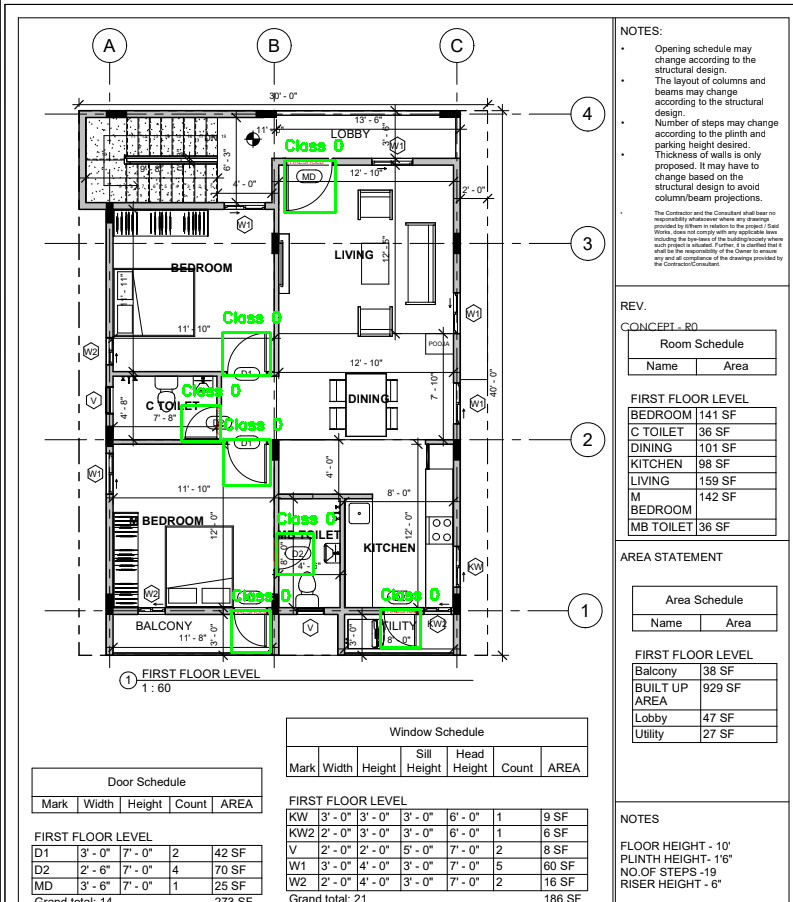 A
B
C
4
3
2
1
30' - 0"
13' - 6"
11'
LOBBY
3' - 6"
W1
Class 0
MD
12' - 10"
9' - 8"
6' - 3"
4' - 0"
2' - 0"
W1
BEDROOM
LIVING
12' - 5"
11' - 11"
Class 0
11' - 10"
W1
W2
D1
12' - 10"
POOJA
40' - 0"
Class 0
V
C TOILET
4' - 8"
7' - 8"
DINING
7' - 10"
W1
Class 0
D1
W1
4' - 0"
11' - 10"
8' - 0"
M BEDROOM
12' - 0"
Class 0
MB TOILET
D2
8' - 0"
KITCHEN
12' - 0"
KW
W2
Class 0
Class 0
BALCONY
11' - 8"
3' - 0"
V
3' - 0"
UTILITY
8' - 0"
KW2
1
FIRST FLOOR LEVEL
1 : 60
NOTES:
• Opening schedule may
change according to the
structural design.
• The layout of columns and
beams may change
according to the structural
design.
• Number of steps may change
according to the plinth and
parking height desired.
• Thickness of walls is only
proposed. It may have to
change based on the
structural design to avoid
column/beam projections.
• The Contractor and the Consultant shall bear no
responsibility whatsoever where any drawings
provided by it/them in relation to the project / Said
Works, does not comply with any applicable laws
including the bye-laws of the building/society where
such project is situated. Further, it is clarified that it
shall be the responsibility of the Owner to ensure
any and all compliance of the drawings provided by
the Contractor/Consultant.
REV.
CONCEPT - R0
Room Schedule
Name Area
FIRST FLOOR LEVEL
BEDROOM 141 SF
C TOILET 36 SF
DINING 101 SF
KITCHEN 98 SF
LIVING 159 SF
M 142 SF
BEDROOM
MB TOILET 36 SF
AREA STATEMENT
Area Schedule
Name Area
FIRST FLOOR LEVEL
Balcony 38 SF
BUILT UP 929 SF
AREA
Lobby 47 SF
Utility 27 SF
NOTES
FLOOR HEIGHT - 10'
PLINTH HEIGHT- 1'6"
NO.OF STEPS -19
RISER HEIGHT - 6"
Door Schedule
Mark Width Height Count AREA
FIRST FLOOR LEVEL
D1 3' - 0" 7' - 0" 2 42 SF
D2 2' - 6" 7' - 0" 4 70 SF
MD 3' - 6" 7' - 0" 1 25 SF
Grand total: 14 273 SF
Window Schedule
Mark Width Height Sill Height Head Height Count AREA
FIRST FLOOR LEVEL
KW 3' - 0" 3' - 0" 3' - 0" 6' - 0" 1 9 SF
KW2 2' - 0" 3' - 0" 3' - 0" 6' - 0" 1 6 SF
V 2' - 0" 2' - 0" 5' - 0" 7' - 0" 2 8 SF
W1 3' - 0" 4' - 0" 3' - 0" 7' - 0" 5 60 SF
W2 2' - 0" 4' - 0" 3' - 0" 7' - 0" 2 16 SF
Grand total: 21 186 SF